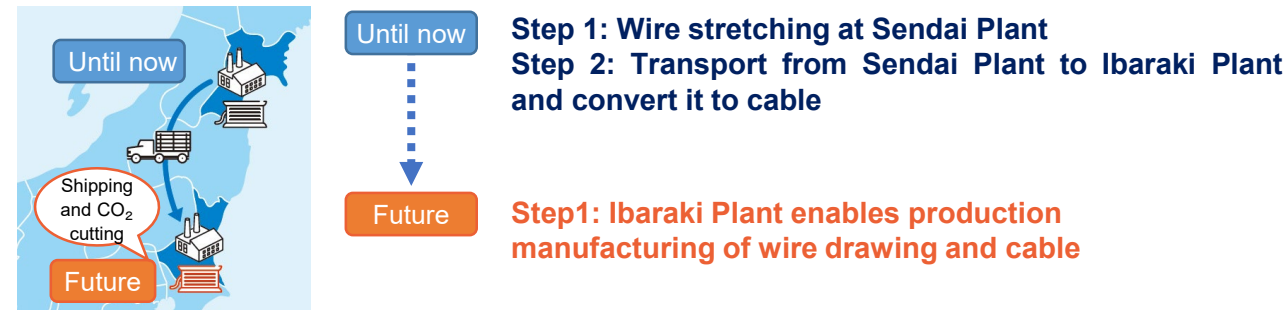 Until now
Shipping
and CO₂
cutting
Future
Until now
Step 1: Wire stretching at Sendai Plant
Step 2: Transport from Sendai Plant to Ibaraki Plant
and convert it to cable
Future
Step1: Ibaraki Plant enables production
manufacturing of wire drawing and cable